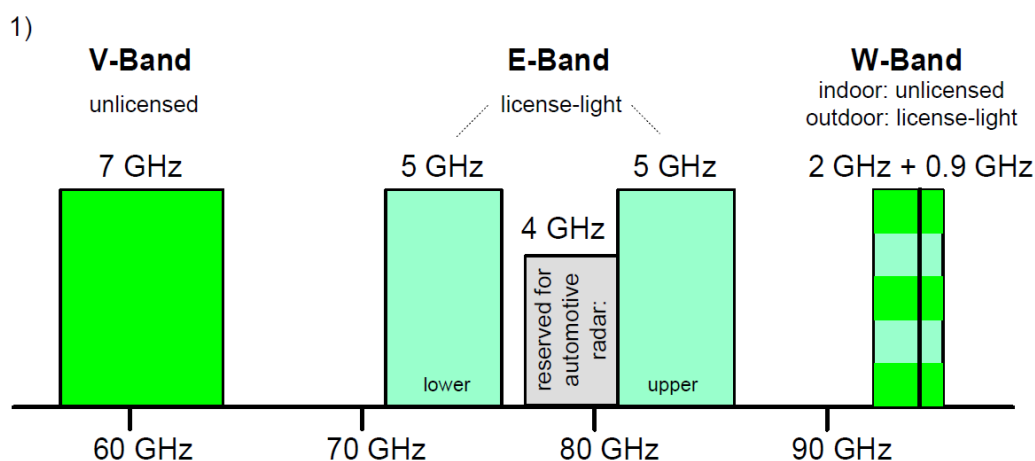 1)
V-Band
unlicensed
7 GHz
E-Band
license-light
5 GHz
5 GHz
4 GHz
reserved for
automotive
radar:
lower
upper
W-Band
indoor: unlicensed
outdoor: license-light
2 GHz + 0.9 GHz
60 GHz
70 GHz
80 GHz
90 GHz